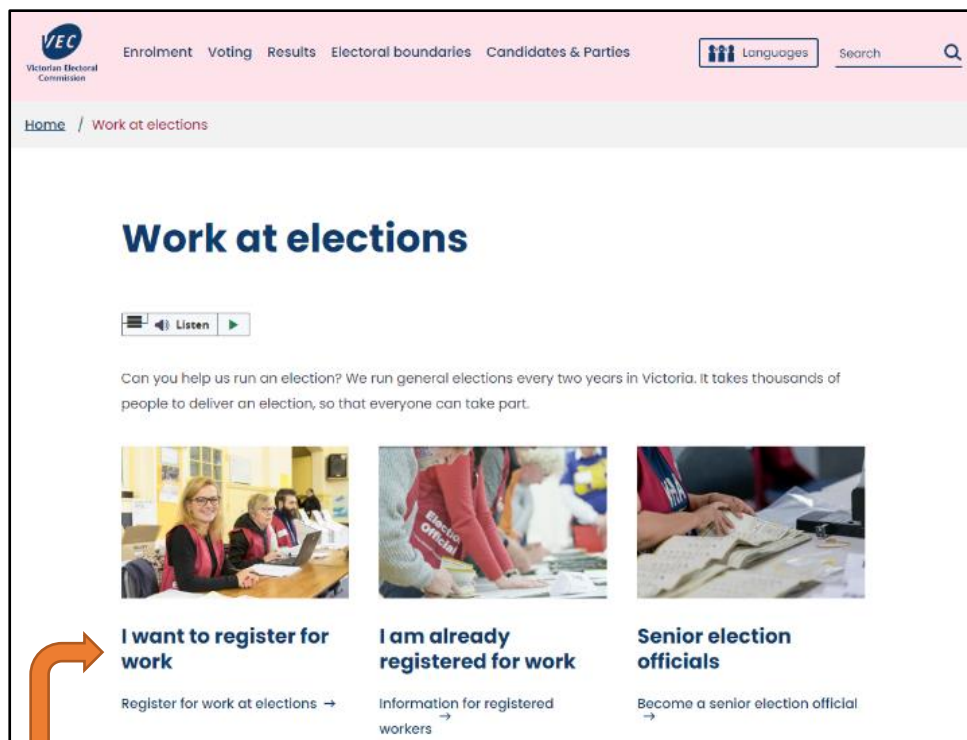 VEC
Victorian Electoral
Commission
Enrolment Voting Results Electoral boundaries Candidates & Parties
Languages
Search
Home / Work at elections
Work at elections
Listen
Can you help us run an election? We run general elections every two years in Victoria. It takes thousands of
people to deliver an election, so that everyone can take part.
Election
Official
I want to register for
work
Register for work at elections →
I am already
registered for work
Information for registered
workers →
Senior election
officials
Become a senior election official
→